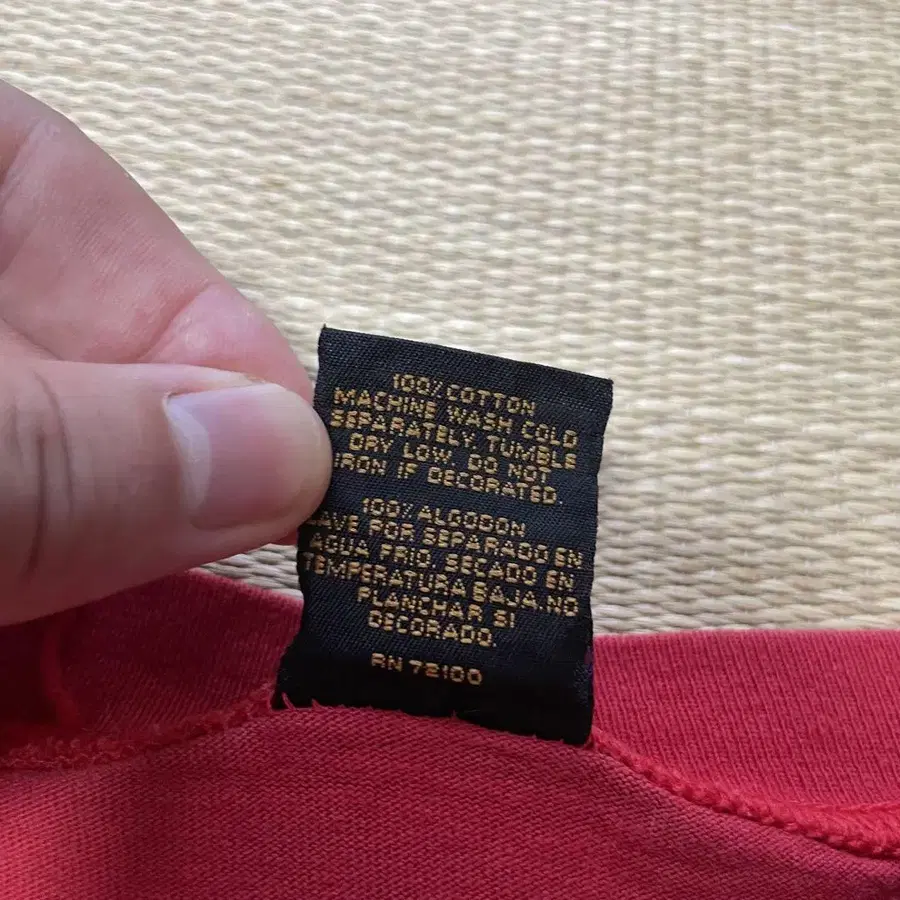 100% COTTON
MACHINE WASH COLD
SEPARATELY, TUMBLE
DRY LOW. DO NOT
IRON IF DECORATED.
100% ALGODON
LAVE POR SEPARADO EN
AGUA FRIO, SECADO EN
TEMPERATURA BAJA. NO
PLANCHAR SI
DECORADO.
RN 72100